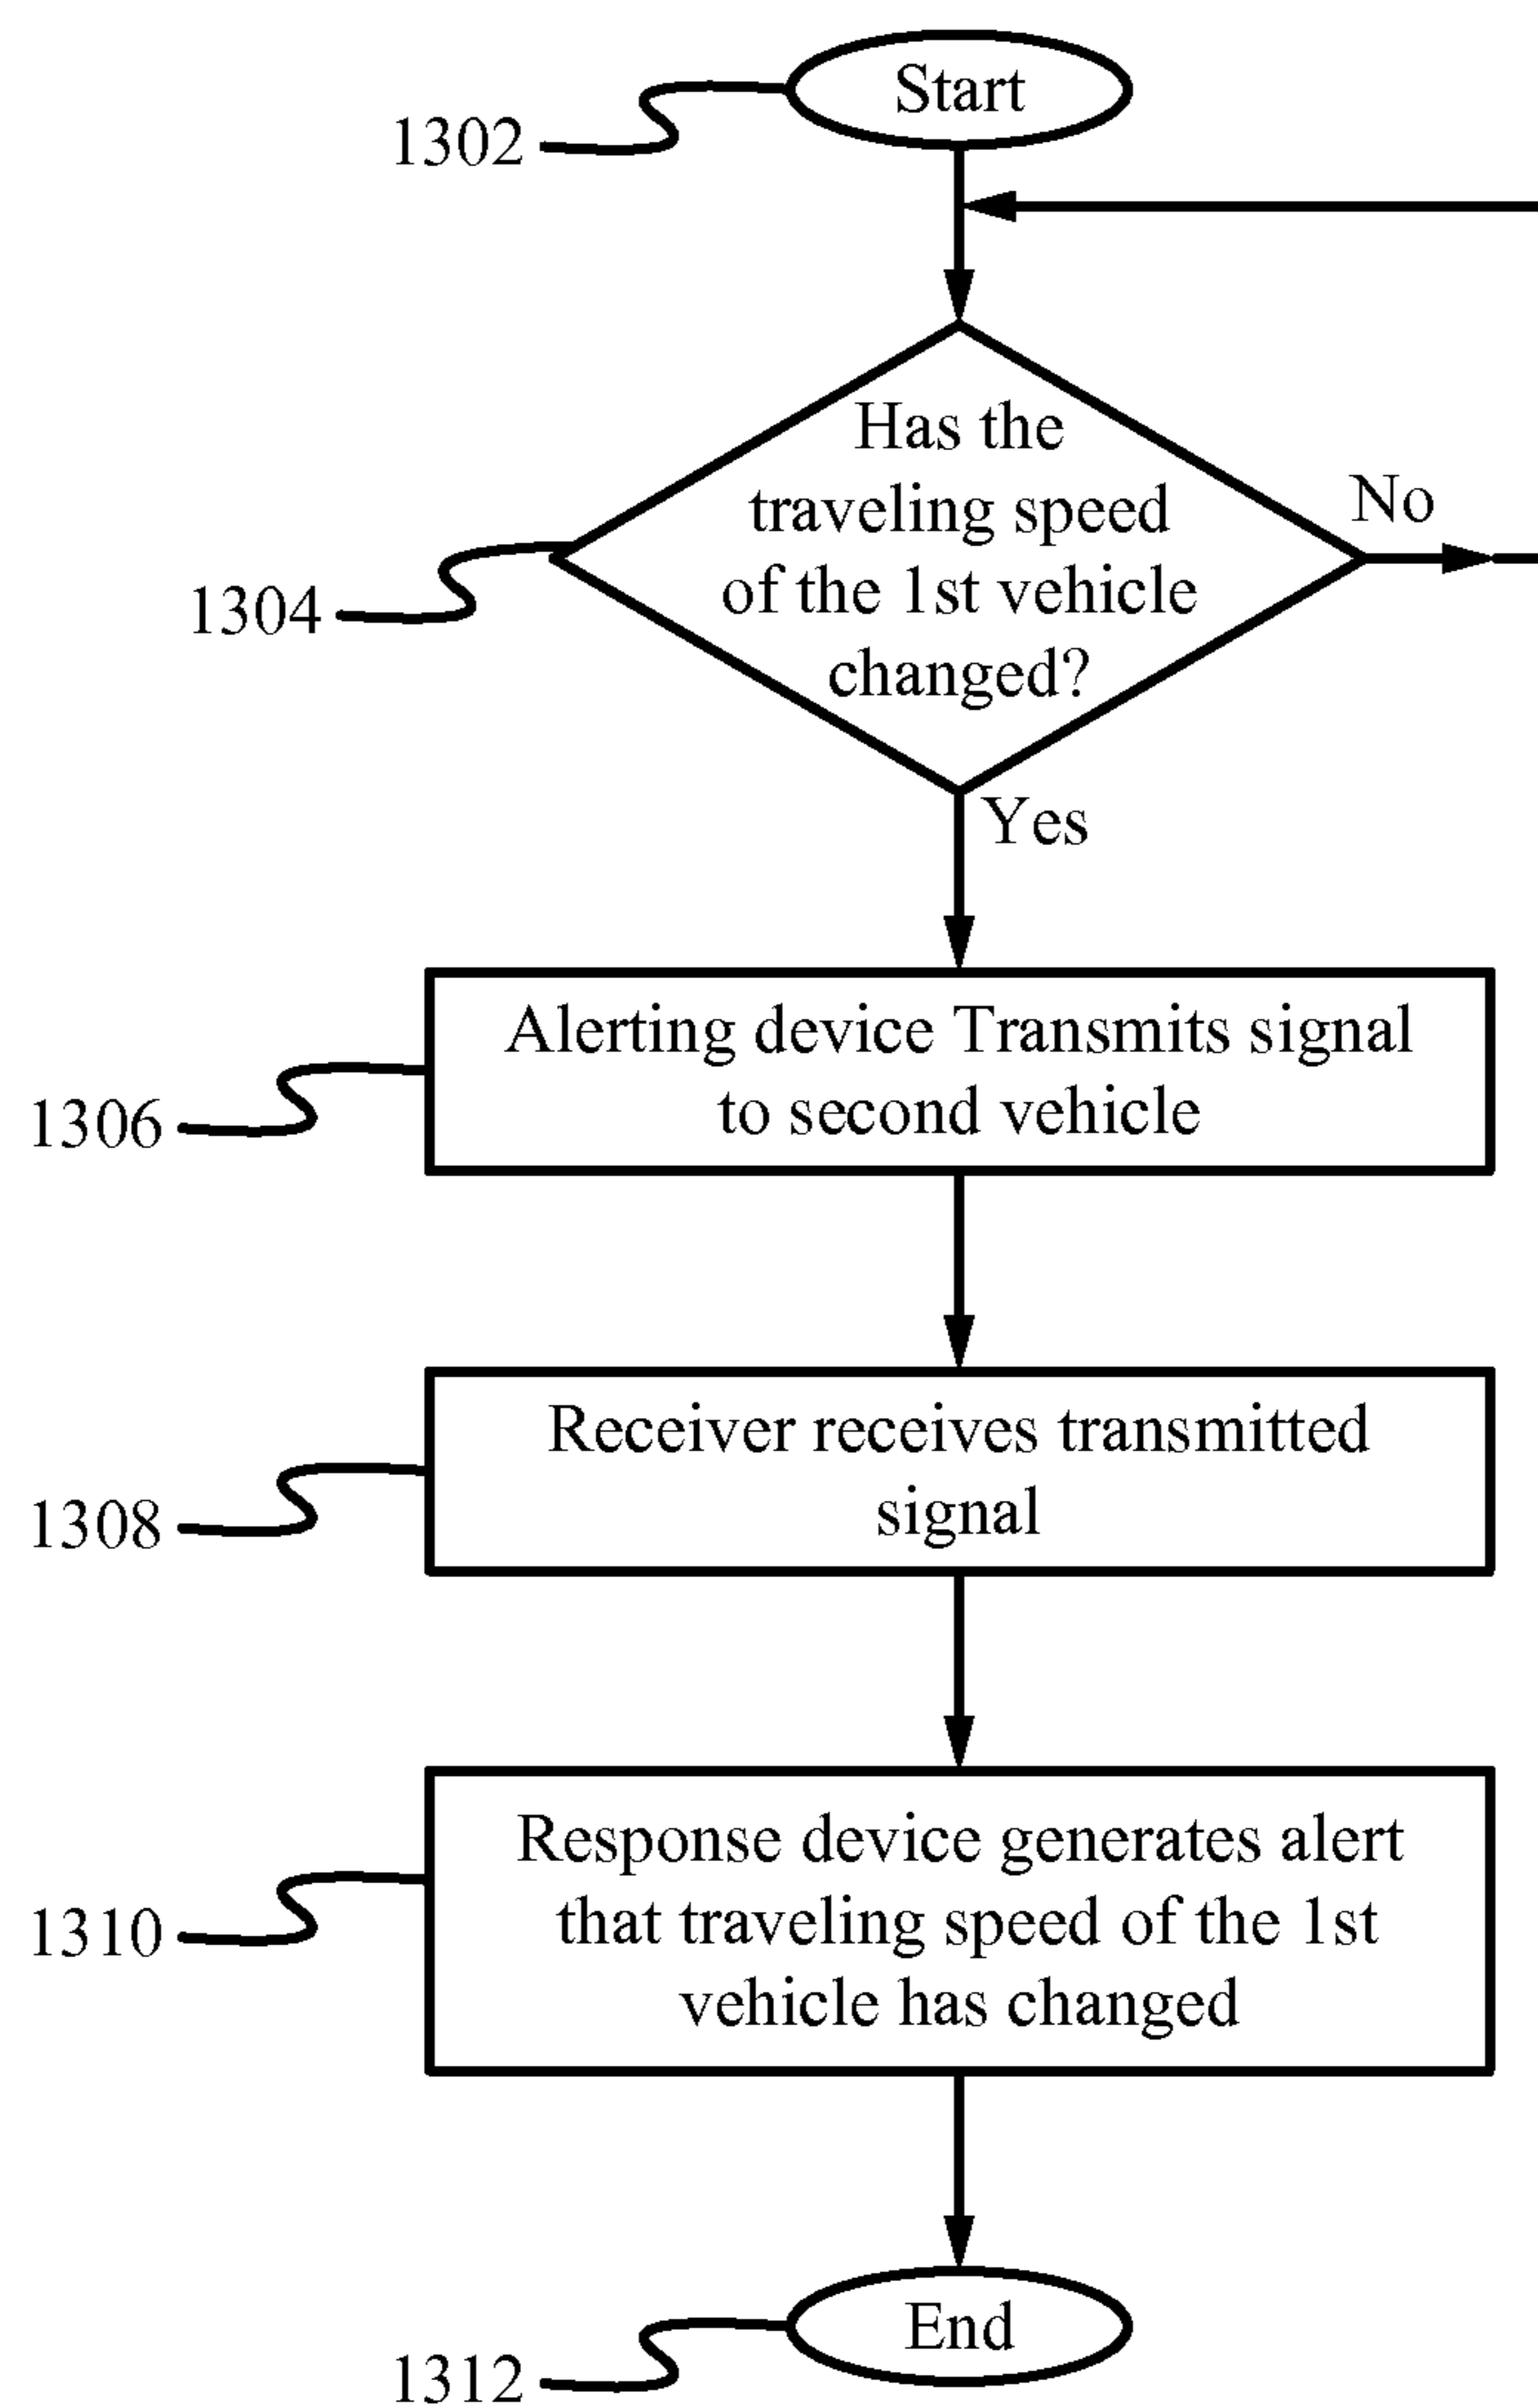 Start
1302
Has the
traveling speed
of the 1st vehicle
changed?
No
1304
Yes
Alerting device Transmits signal
to second vehicle
1306
Receiver receives transmitted
signal
1308
Response device generates alert
that traveling speed of the 1st
vehicle has changed
1310
End
1312